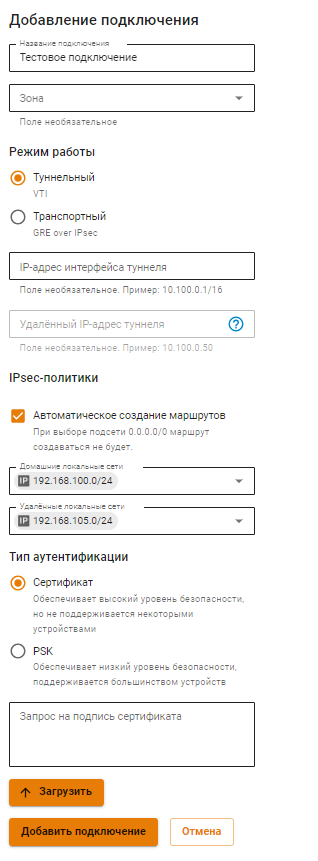 Добавление подключения
Название подключения
Тестовое подключение
Зона
Поле необязательное
Режим работы
Туннельный
VTI
Транспортный
GRE over IPsec
IP-адрес интерфейса туннеля
Поле необязательное. Пример: 10.100.0.1/16
Удалённый IP-адрес туннеля
Поле необязательное. Пример: 10.100.0.50
IPsec-политики
Автоматическое создание маршрутов
При выборе подсети 0.0.0.0/0 маршрут
создаваться не будет.
Домашние локальные сети
IP 192.168.100.0/24
Удалённые локальные сети
IP 192.168.105.0/24
Тип аутентификации
Сертификат
Обеспечивает высокий уровень безопасности,
но не поддерживается некоторыми
устройствами
PSK
Обеспечивает низкий уровень безопасности,
поддерживается большинством устройств
Запрос на подпись сертификата
Загрузить
Добавить подключение
Отмена